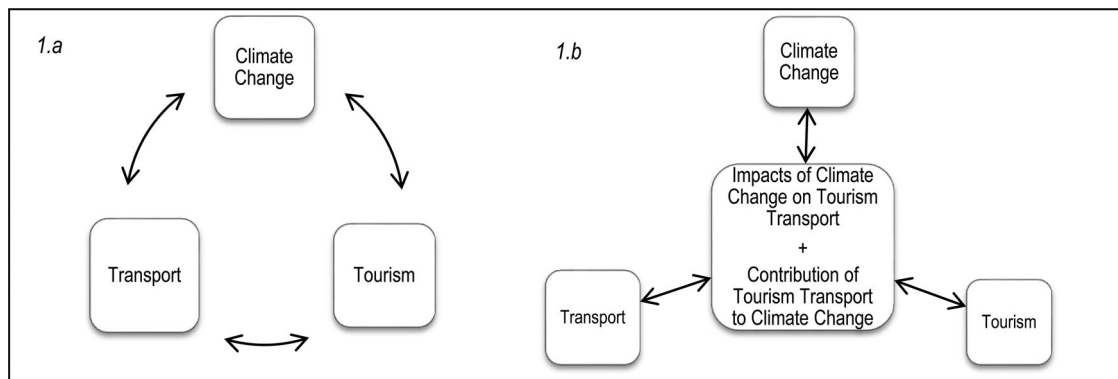 1.a
Climate
Change
Transport
Tourism
1.b
Climate
Change
Impacts of Climate
Change on Tourism
Transport
+
Contribution of
Tourism Transport
to Climate Change
Transport
Tourism